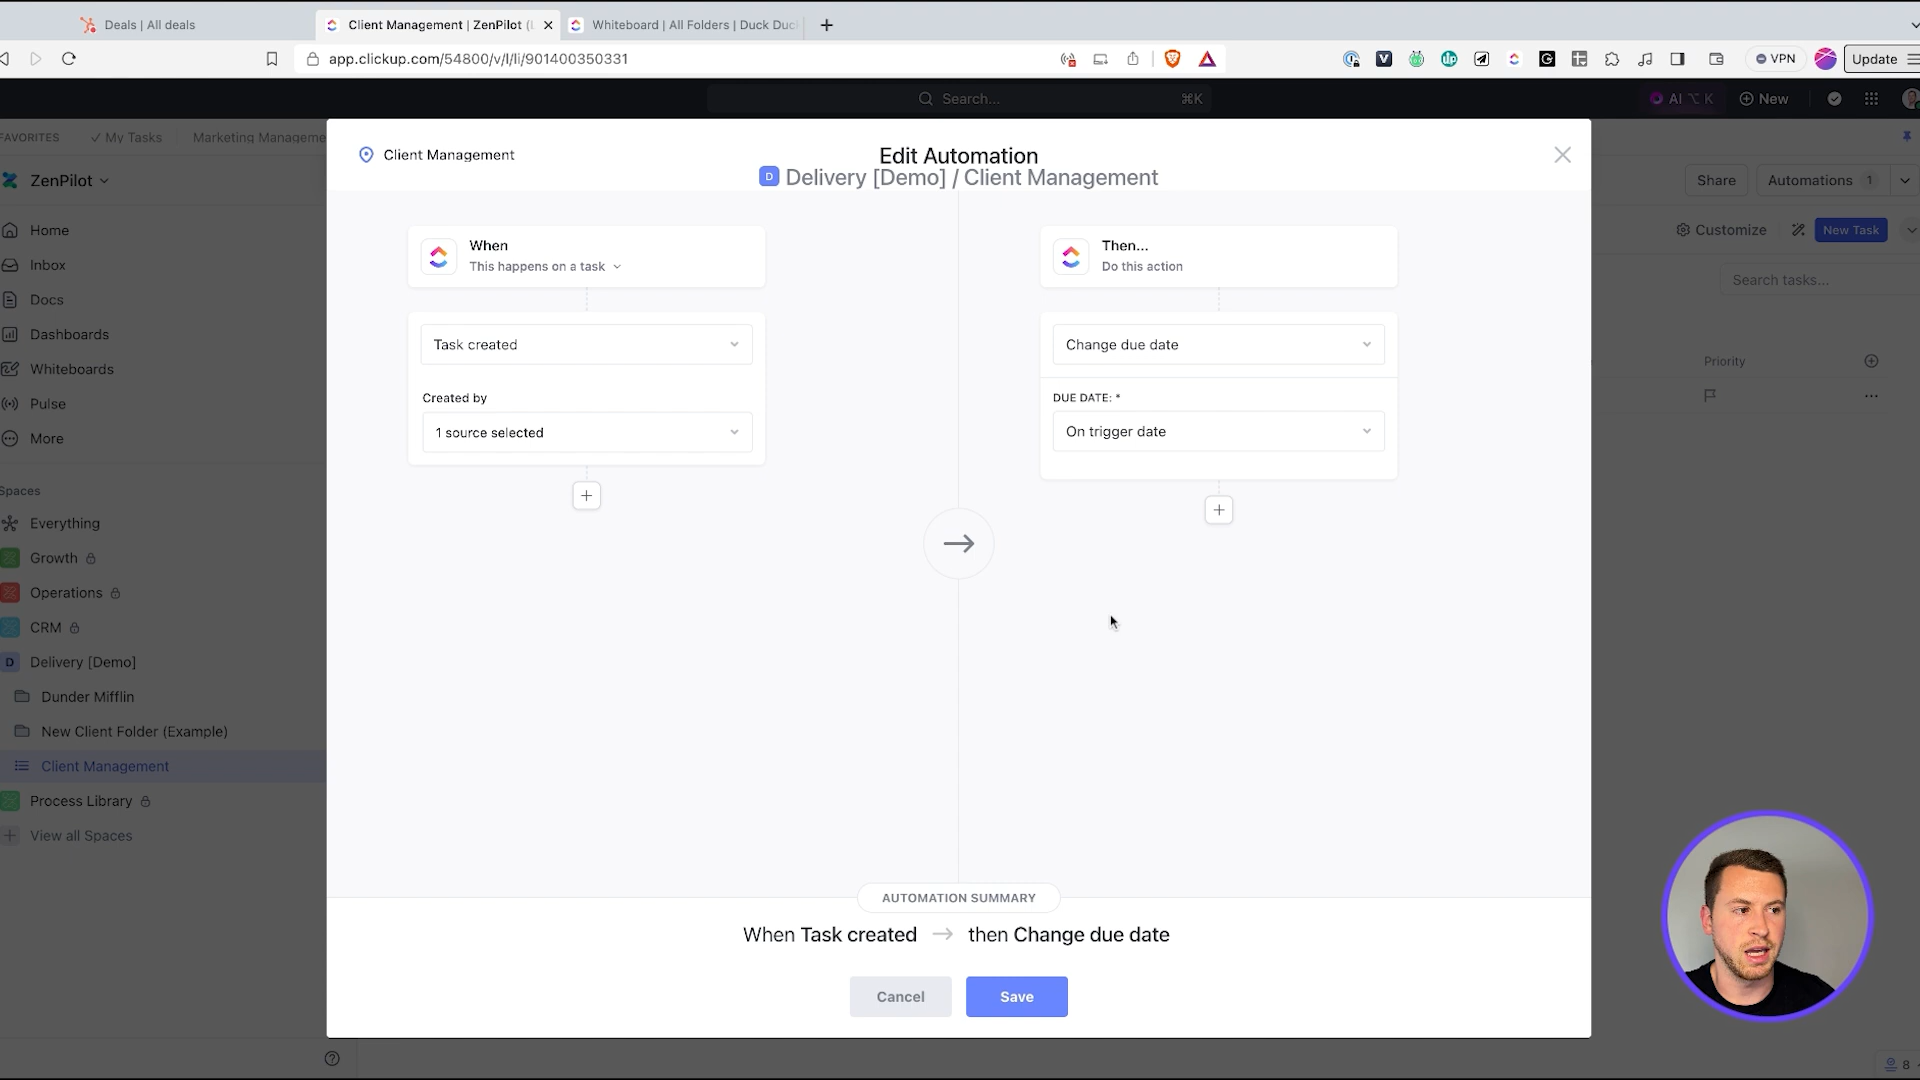 Deals | All deals
Client Management | ZenPilot (
Whiteboard | All Folders | Duck Duc
app.clickup.com/54800/v/l/li/901400350331
VPN
Update
Search...
⌘K
AI ⌥ K
New
FAVORITES
My Tasks
Marketing Manageme
ZenPilot
Home
Inbox
Docs
Dashboards
Whiteboards
Pulse
More
Spaces
Everything
Growth
Operations
CRM
D Delivery [Demo]
Dunder Mifflin
New Client Folder (Example)
Client Management
Process Library
View all Spaces
Client Management
Edit Automation
D Delivery [Demo] / Client Management
When
This happens on a task
Task created
Created by
1 source selected
Then...
Do this action
Change due date
DUE DATE: *
On trigger date
AUTOMATION SUMMARY
When Task created → then Change due date
Cancel
Save
Share
Automations 1
Customize
New Task
Search tasks...
Priority
8